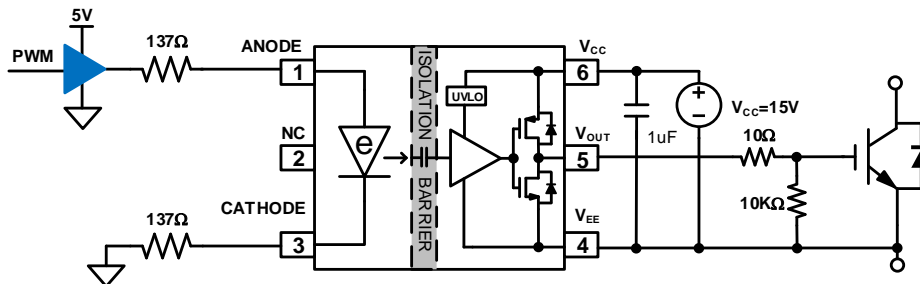 5V
PWM
137Ω
ANODE
1
NC
2
CATHODE
137Ω
3
e
ISOLATION BARRIER
UVLO
VCC
6
VOUT
5
VEE
4
1uF
VCC=15V
10Ω
10KΩ